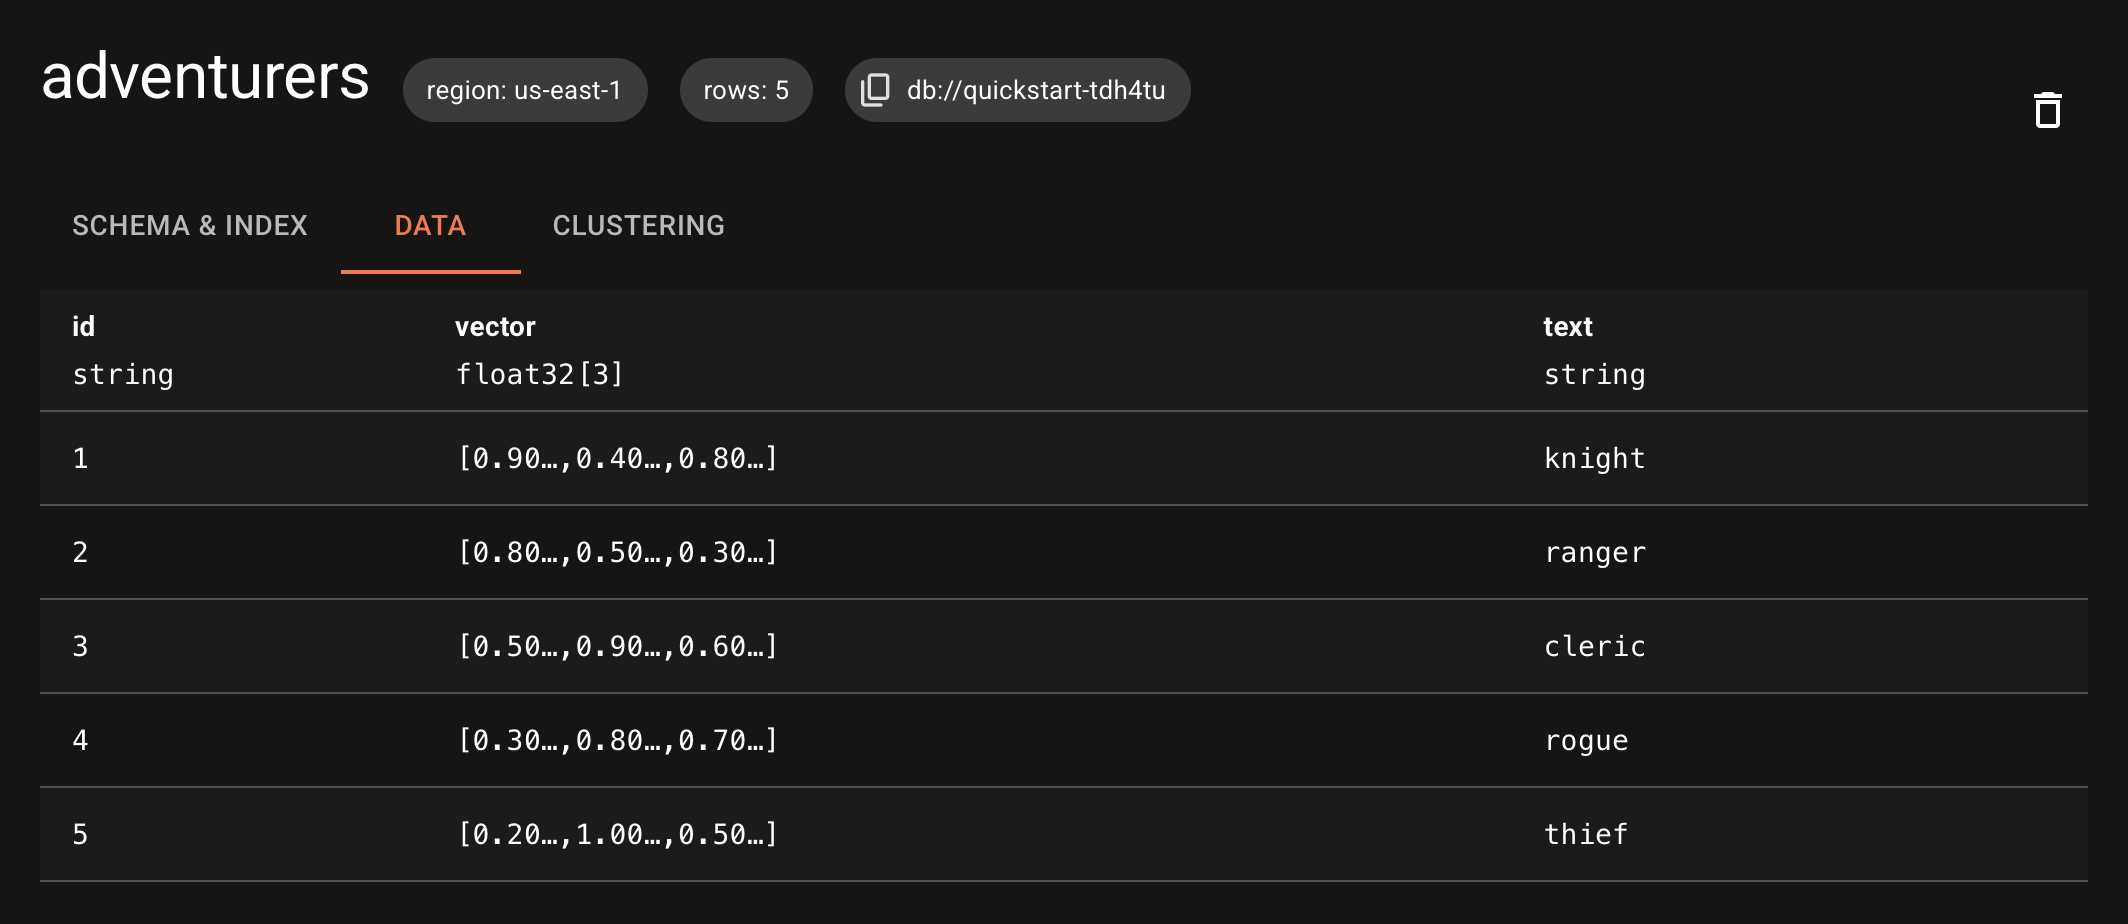 adventurers region: us-east-1 rows: 5 db://quickstart-tdh4tu
SCHEMA & INDEX DATA CLUSTERING
id vector text
string float32[3] string
1 [0.90…,0.40…,0.80…] knight
2 [0.80…,0.50…,0.30…] ranger
3 [0.50…,0.90…,0.60…] cleric
4 [0.30…,0.80…,0.70…] rogue
5 [0.20…,1.00…,0.50…] thief